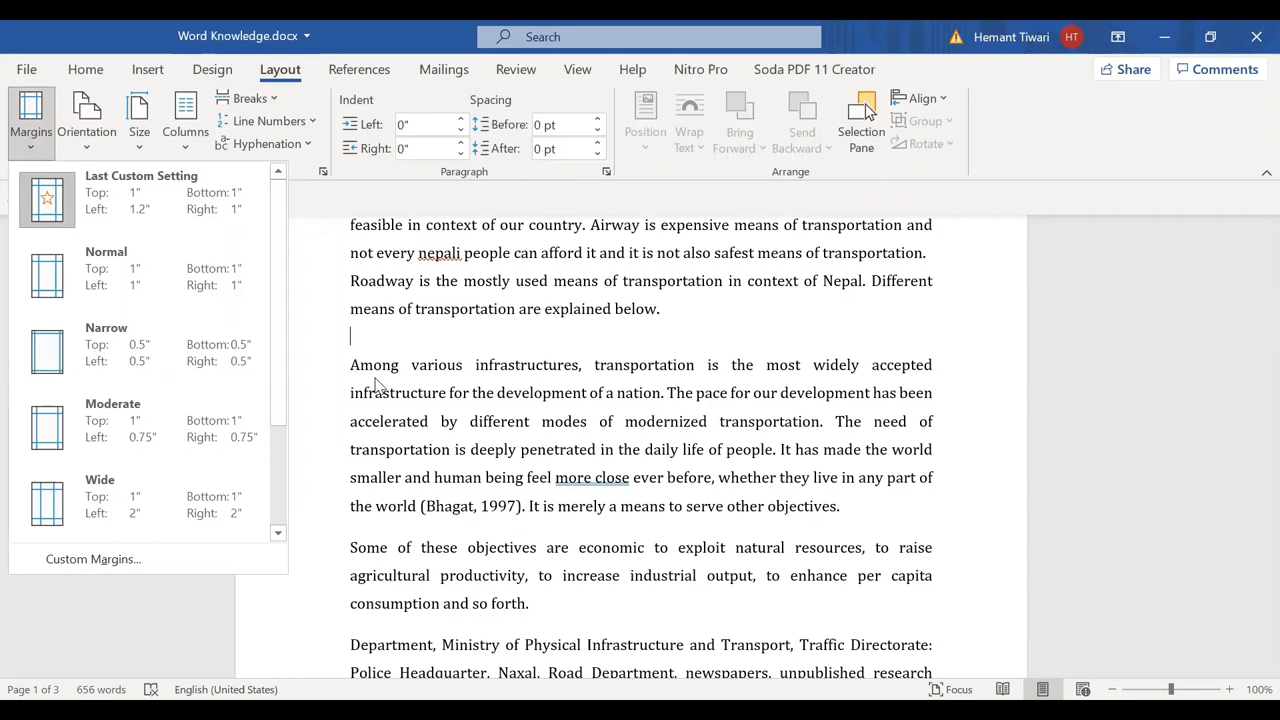 Word Knowledge.docx
Search
Hemant Tiwari
HT
File Home Insert Design Layout References Mailings Review View Help Nitro Pro Soda PDF 11 Creator
Share
Comments
Margins
Orientation
Size
Columns
Breaks
Line Numbers
Hyphenation
Indent
Left: 0"
Right: 0"
Spacing
Before: 0 pt
After: 0 pt
Paragraph
Position
Wrap
Text
Bring
Forward
Send
Backward
Selection
Pane
Align
Group
Rotate
Arrange
Last Custom Setting
Top: 1" Bottom: 1"
Left: 1.2" Right: 1"
Normal
Top: 1" Bottom: 1"
Left: 1" Right: 1"
Narrow
Top: 0.5" Bottom: 0.5"
Left: 0.5" Right: 0.5"
Moderate
Top: 1" Bottom: 1"
Left: 0.75" Right: 0.75"
Wide
Top: 1" Bottom: 1"
Left: 2" Right: 2"
Custom Margins...
feasible in context of our country. Airway is expensive means of transportation and
not every nepali people can afford it and it is not also safest means of transportation.
Roadway is the mostly used means of transportation in context of Nepal. Different
means of transportation are explained below.
Among various infrastructures, transportation is the most widely accepted
infrastructure for the development of a nation. The pace for our development has been
accelerated by different modes of modernized transportation. The need of
transportation is deeply penetrated in the daily life of people. It has made the world
smaller and human being feel more close ever before, whether they live in any part of
the world (Bhagat, 1997). It is merely a means to serve other objectives.
Some of these objectives are economic to exploit natural resources, to raise
agricultural productivity, to increase industrial output, to enhance per capita
consumption and so forth.
Department, Ministry of Physical Infrastructure and Transport, Traffic Directorate:
Police Headquarter, Naxal, Road Department, newspapers, unpublished research
Page 1 of 3
656 words
English (United States)
Focus
100%